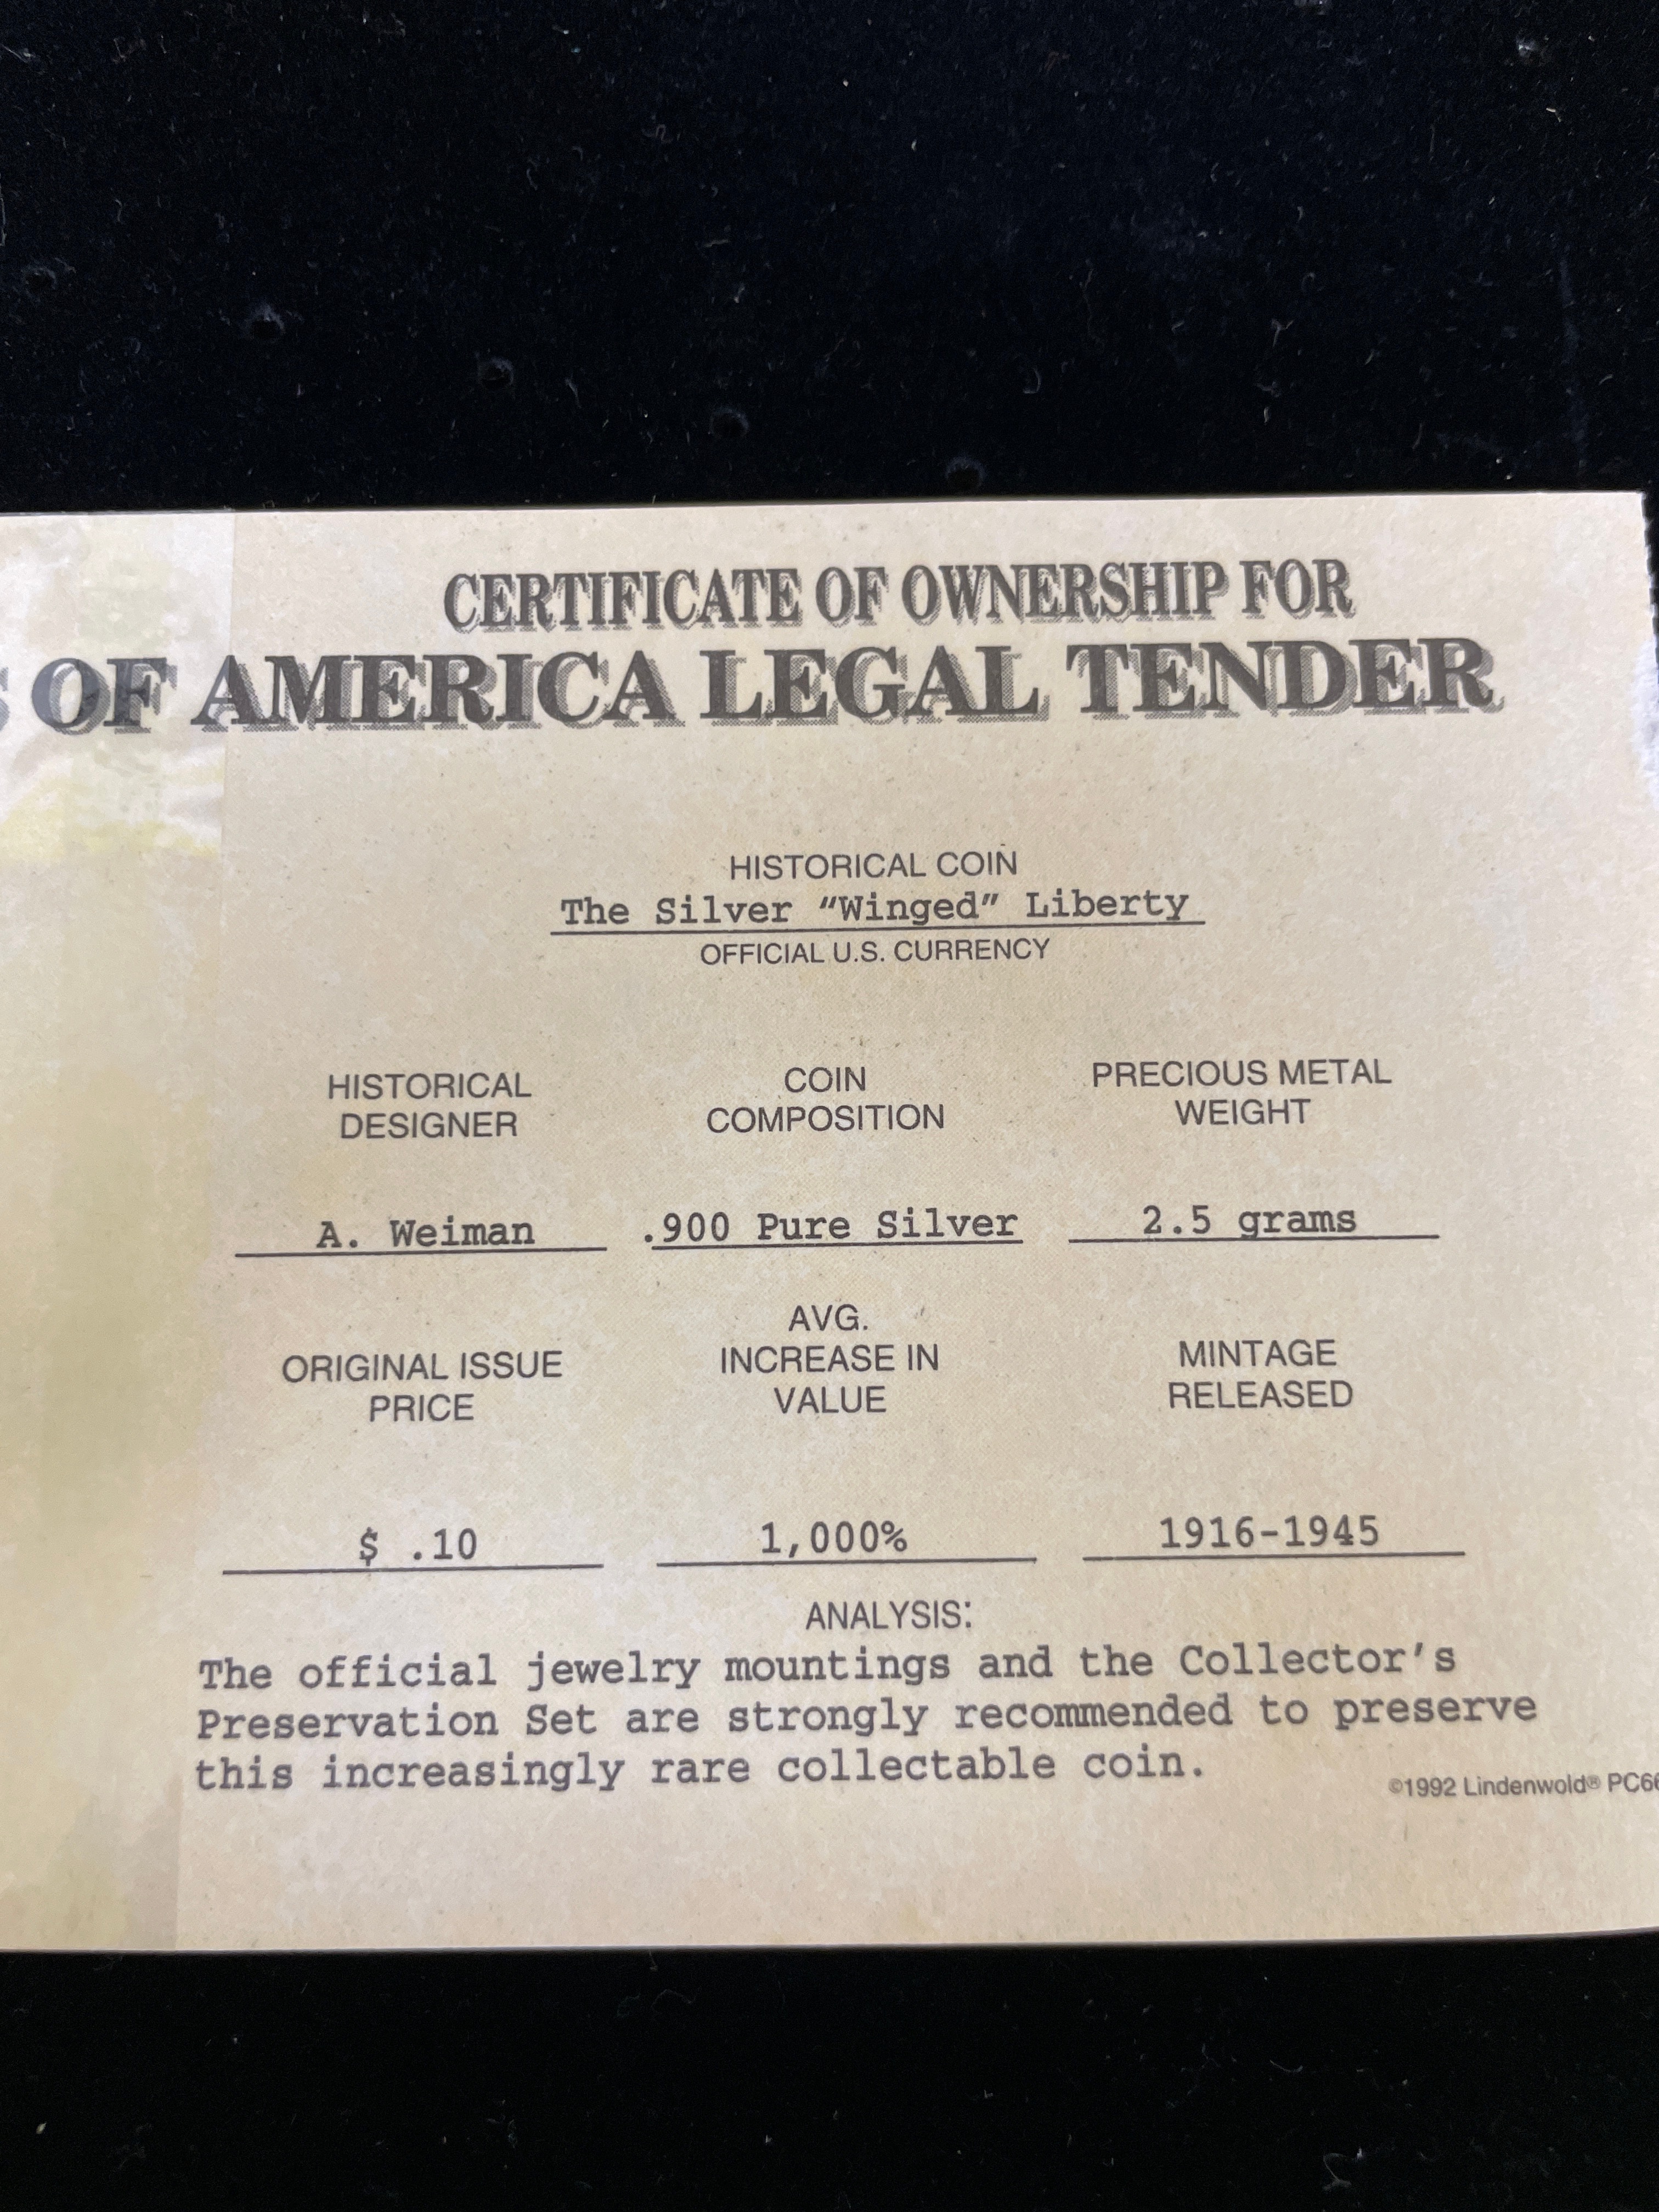 CERTIFICATE OF OWNERSHIP FOR
OF AMERICA LEGAL TENDER
HISTORICAL COIN
The Silver “Winged” Liberty
OFFICIAL U.S. CURRENCY
HISTORICAL DESIGNER
COIN COMPOSITION
PRECIOUS METAL WEIGHT
A. Weiman
.900 Pure Silver
2.5 grams
ORIGINAL ISSUE PRICE
AVG. INCREASE IN VALUE
MINTAGE RELEASED
$ .10
1,000%
1916-1945
ANALYSIS:
The official jewelry mountings and the Collector’s
Preservation Set are strongly recommended to preserve
this increasingly rare collectable coin.
©1992 Lindenwold® PC66